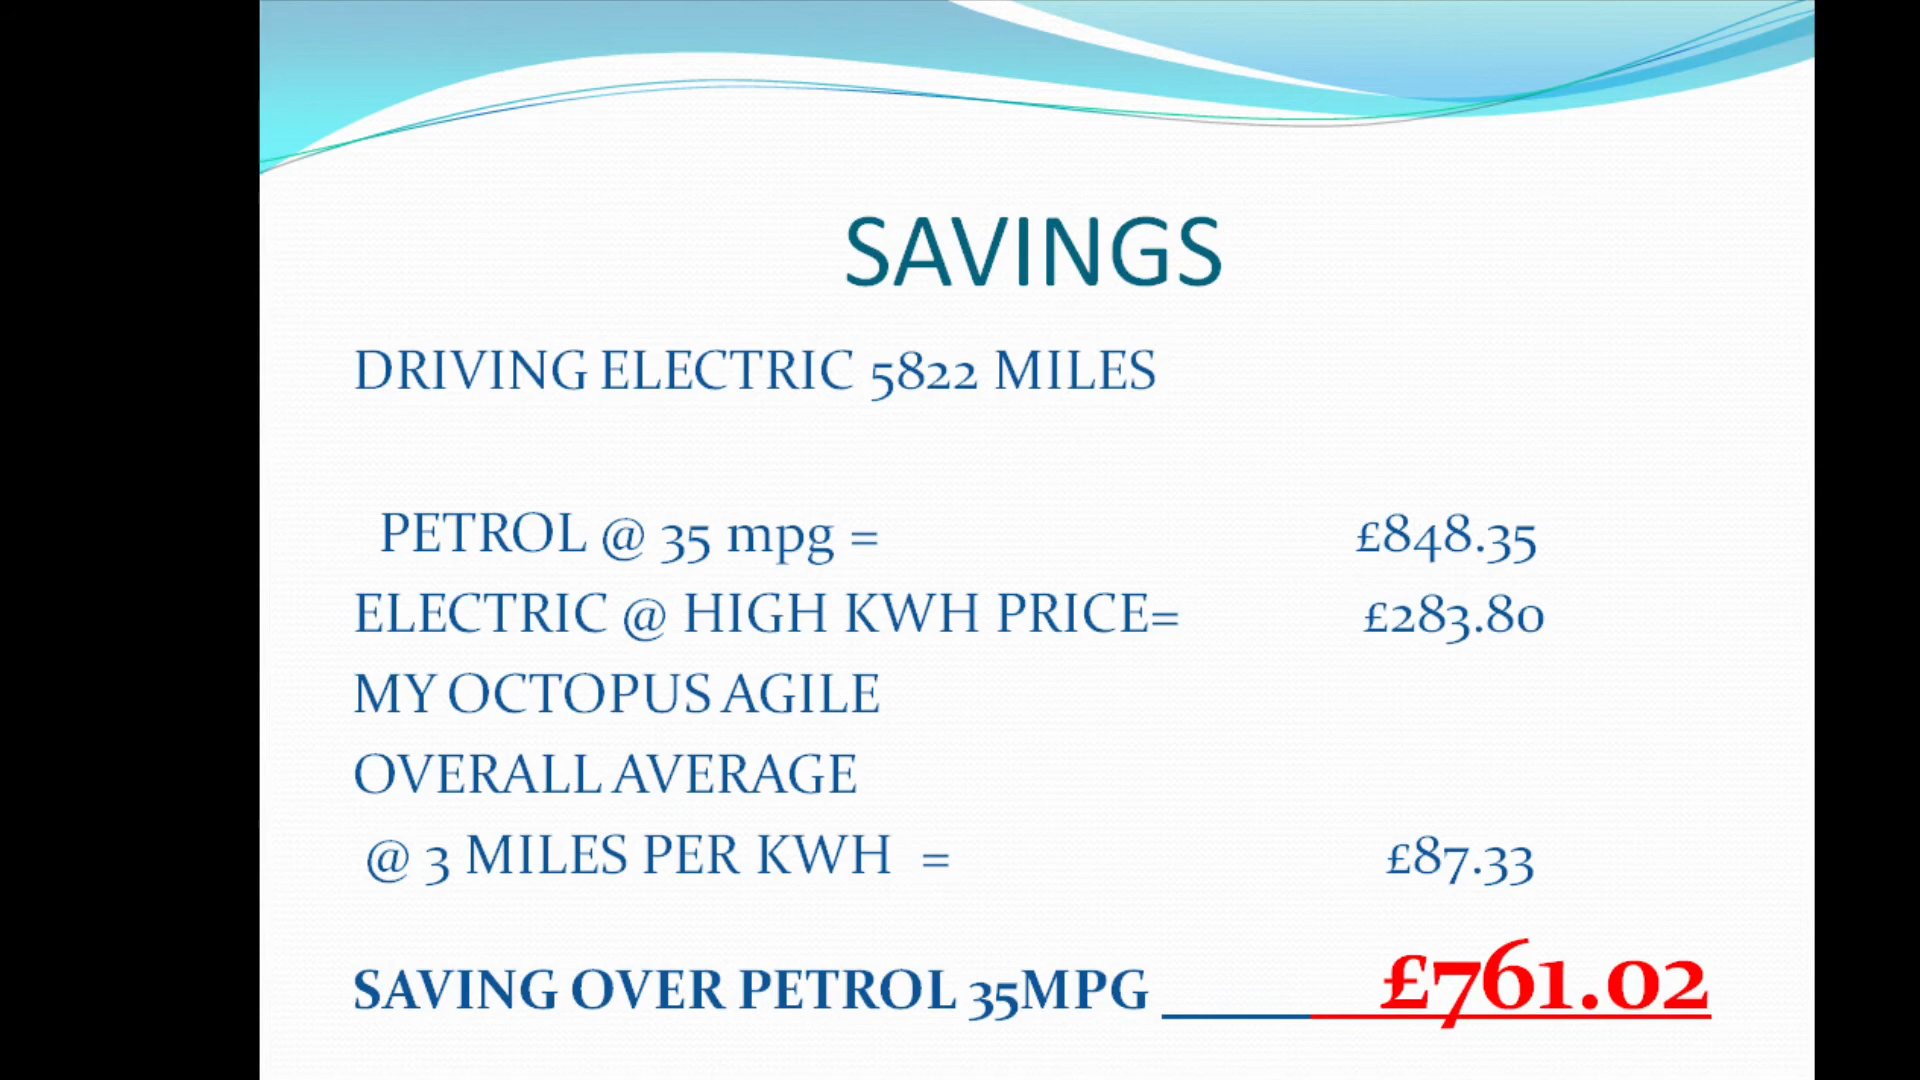 SAVINGS
DRIVING ELECTRIC 5822 MILES
PETROL @ 35 mpg = £848.35
ELECTRIC @ HIGH KWH PRICE= £283.80
MY OCTOPUS AGILE
OVERALL AVERAGE
@ 3 MILES PER KWH = £87.33
SAVING OVER PETROL 35MPG £761.02